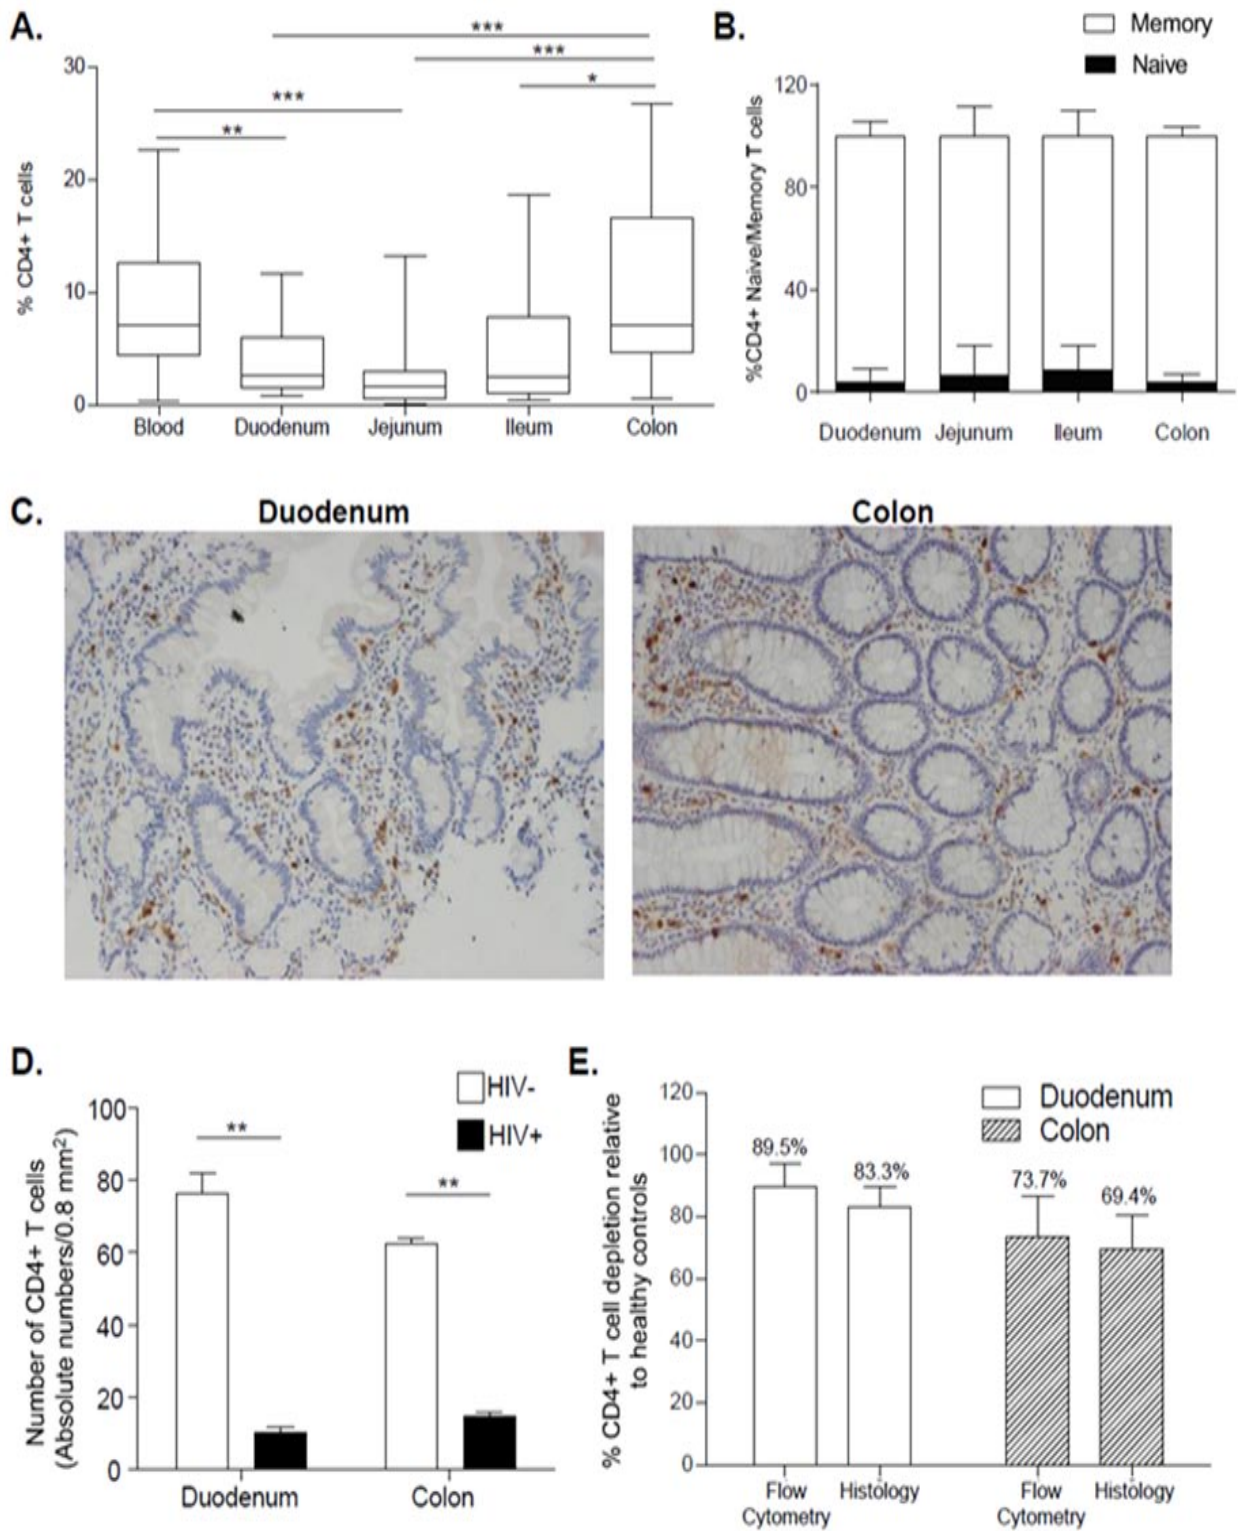 A.
***
***
*
***
**
30
20
10
0
% CD4+ T cells
Blood Duodenum Jejunum Ileum Colon
B.
Memory
Naive
120
80
40
0
%CD4+ Naive/Memory T cells
Duodenum Jejunum Ileum Colon
C.
Duodenum
Colon
D.
HIV-
HIV+
**
**
100
80
60
40
20
0
Number of CD4+ T cells
(Absolute numbers/0.8 mm²)
Duodenum Colon
E.
Duodenum
Colon
120
100
80
60
40
20
0
% CD4+ T cell depletion relative
to healthy controls
89.5%
83.3%
73.7%
69.4%
Flow Histology Flow Histology
Cytometry Cytometry